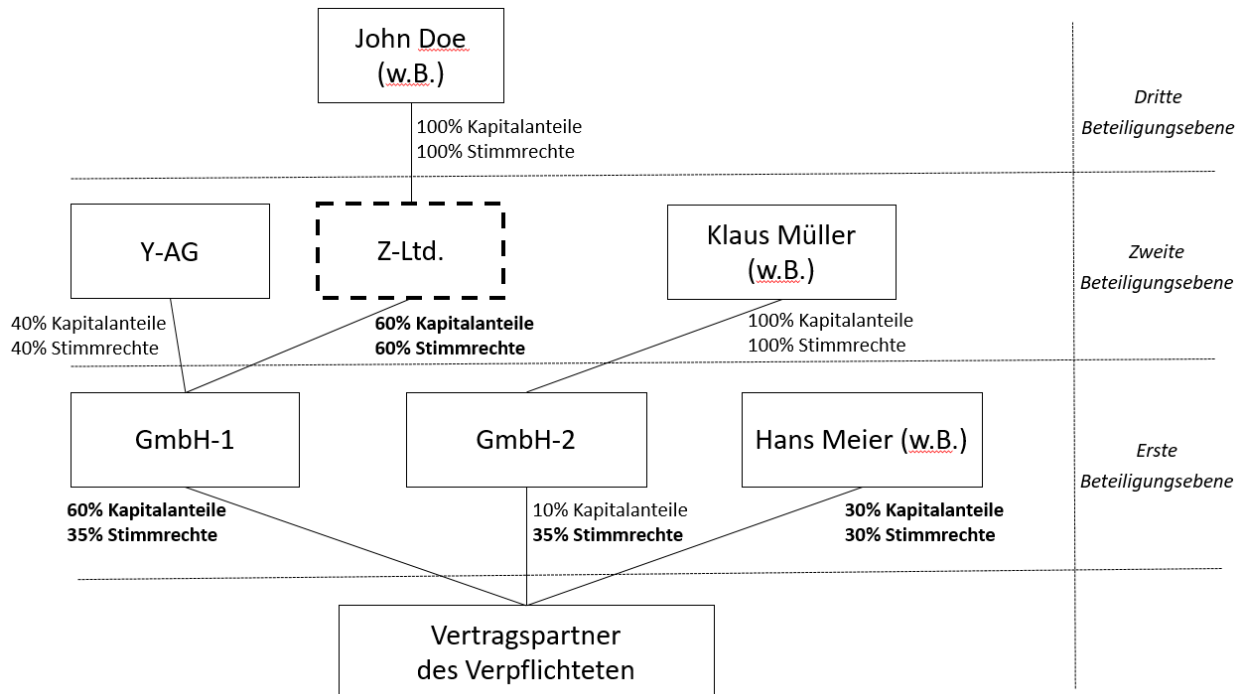 John Doe
(w.B.)
100% Kapitalanteile
100% Stimmrechte
Dritte
Beteiligungsebene
Y-AG
Z-Ltd.
Klaus Müller
(w.B.)
Zweite
Beteiligungsebene
40% Kapitalanteile
40% Stimmrechte
60% Kapitalanteile
60% Stimmrechte
100% Kapitalanteile
100% Stimmrechte
GmbH-1
GmbH-2
Hans Meier (w.B.)
Erste
Beteiligungsebene
60% Kapitalanteile
35% Stimmrechte
10% Kapitalanteile
35% Stimmrechte
30% Kapitalanteile
30% Stimmrechte
Vertragspartner
des Verpflichteten